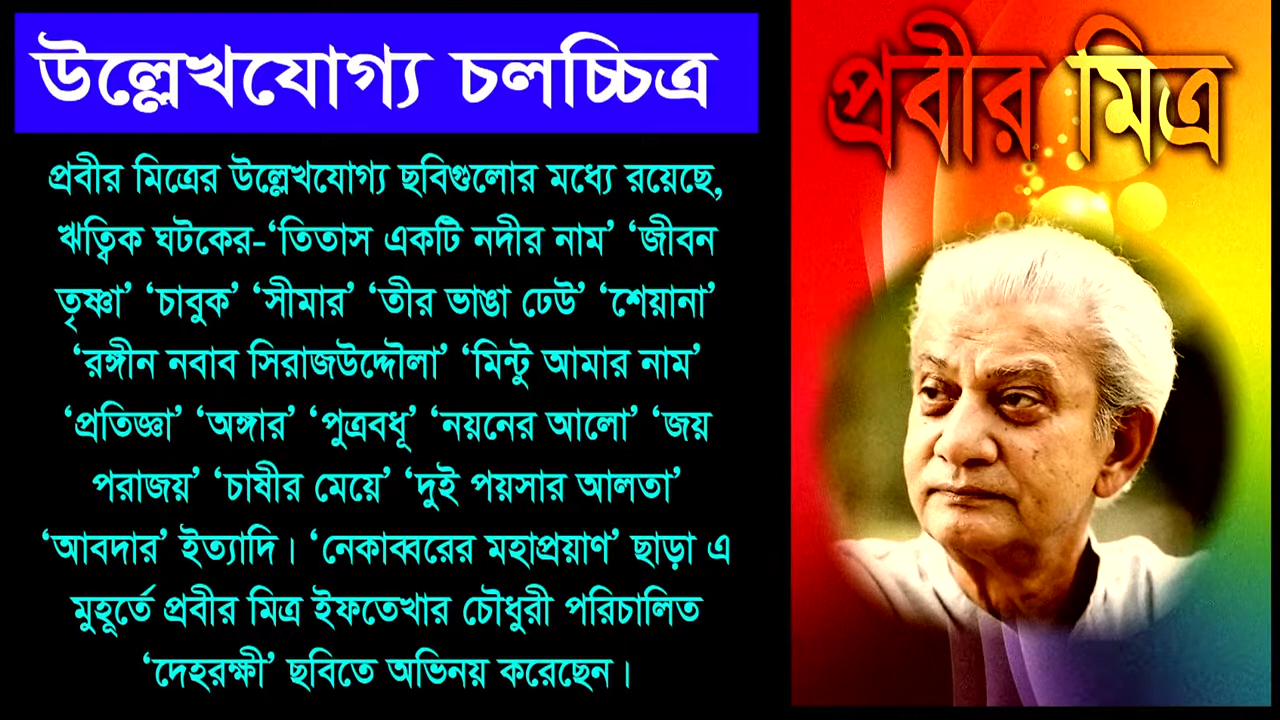 উল্লেখযোগ্য চলচ্চিত্র
প্রবীর মিত্রের উল্লেখযোগ্য ছবিগুলোর মধ্যে রয়েছে,
ঋত্বিক ঘটকের-‘তিতাস একটি নদীর নাম’ ‘জীবন
তৃষ্ণা’ ‘চাবুক’ ‘সীমার’ ‘তীর ভাঙা ঢেউ’ ‘শেয়ানা’
‘রঙ্গীন নবাব সিরাজউদ্দৌলা’ ‘মিন্টু আমার নাম’
‘প্রতিজ্ঞা’ ‘অঙ্গার’ ‘পুত্রবধূ’ ‘নয়নের আলো’ ‘জয়
পরাজয়’ ‘চাষীর মেয়ে’ ‘দুই পয়সার আলতা’
‘আবদার’ ইত্যাদি। ‘নেকাব্বরের মহাপ্রয়াণ’ ছাড়া এ
মুহূর্তে প্রবীর মিত্র ইফতেখার চৌধুরী পরিচালিত
‘দেহরক্ষী’ ছবিতে অভিনয় করেছেন।
প্রবীর মিত্র